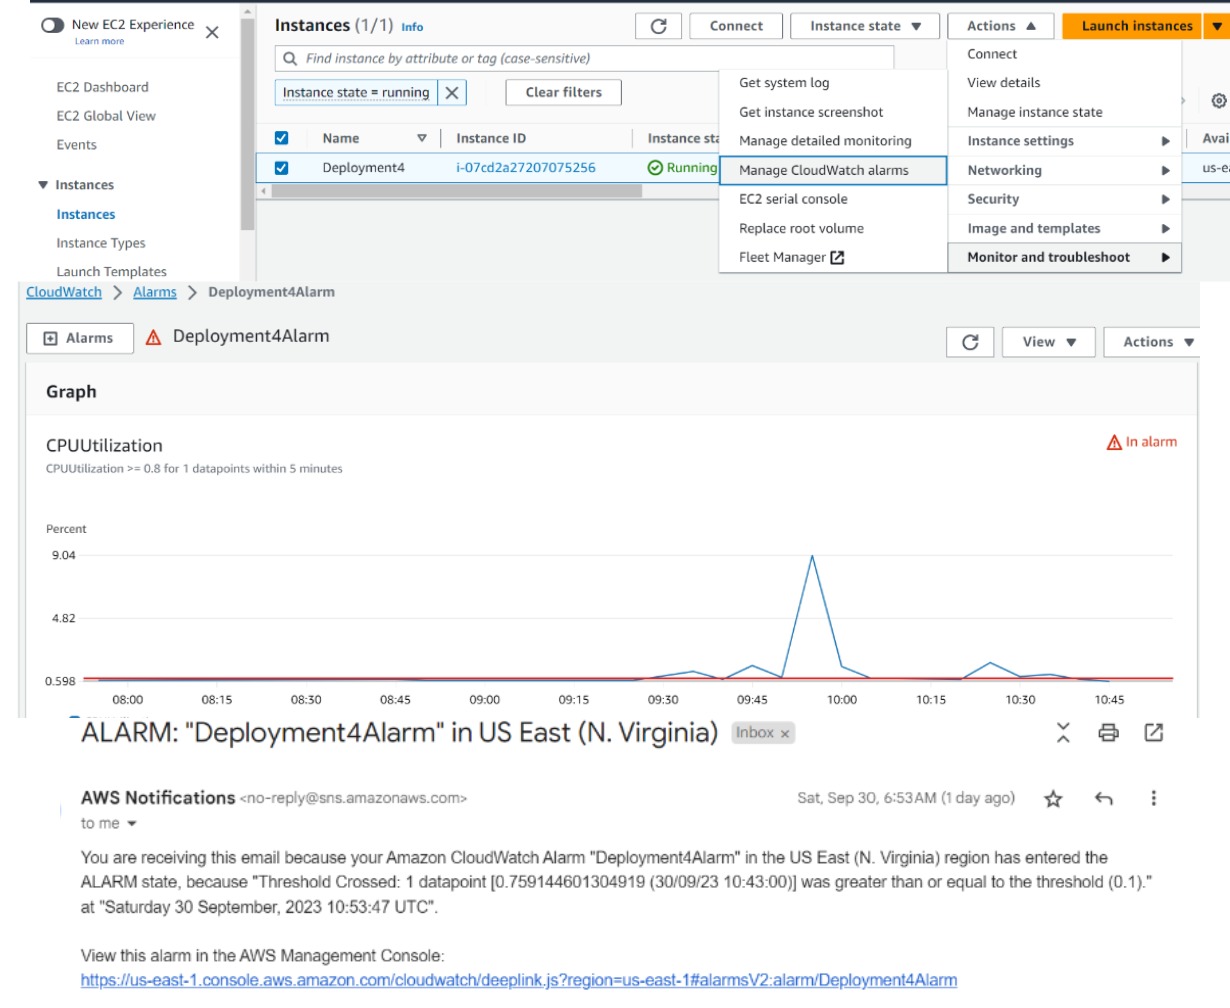 New EC2 Experience
Learn more
Instances (1/1) Info
Connect
Instance state
Actions
Launch instances
Find instance by attribute or tag (case-sensitive)
Instance state = running
Clear filters
Name
Instance ID
Instance sta
Avai
Deployment4
i-07cd2a27207075256
Running
us-ea
EC2 Dashboard
EC2 Global View
Events
Instances
Instances
Instance Types
Launch Templates
Get system log
Get instance screenshot
Manage detailed monitoring
Manage CloudWatch alarms
EC2 serial console
Replace root volume
Fleet Manager
Connect
View details
Manage instance state
Instance settings
Networking
Security
Image and templates
Monitor and troubleshoot
CloudWatch > Alarms > Deployment4Alarm
Alarms
Deployment4Alarm
View
Actions
Graph
CPUUtilization
In alarm
CPUUtilization >= 0.8 for 1 datapoints within 5 minutes
Percent
9.04
4.82
0.598
08:00 08:15 08:30 08:45 09:00 09:15 09:30 09:45 10:00 10:15 10:30 10:45
ALARM: "Deployment4Alarm" in US East (N. Virginia) Inbox x
AWS Notifications <no-reply@sns.amazonaws.com>
Sat, Sep 30, 6:53 AM (1 day ago)
to me
You are receiving this email because your Amazon CloudWatch Alarm "Deployment4Alarm" in the US East (N. Virginia) region has entered the
ALARM state, because "Threshold Crossed: 1 datapoint [0.759144601304919 (30/09/23 10:43:00)] was greater than or equal to the threshold (0.1)."
at "Saturday 30 September, 2023 10:53:47 UTC".
View this alarm in the AWS Management Console:
https://us-east-1.console.aws.amazon.com/cloudwatch/deeplink.js?region=us-east-1#alarmsV2:alarm/Deployment4Alarm